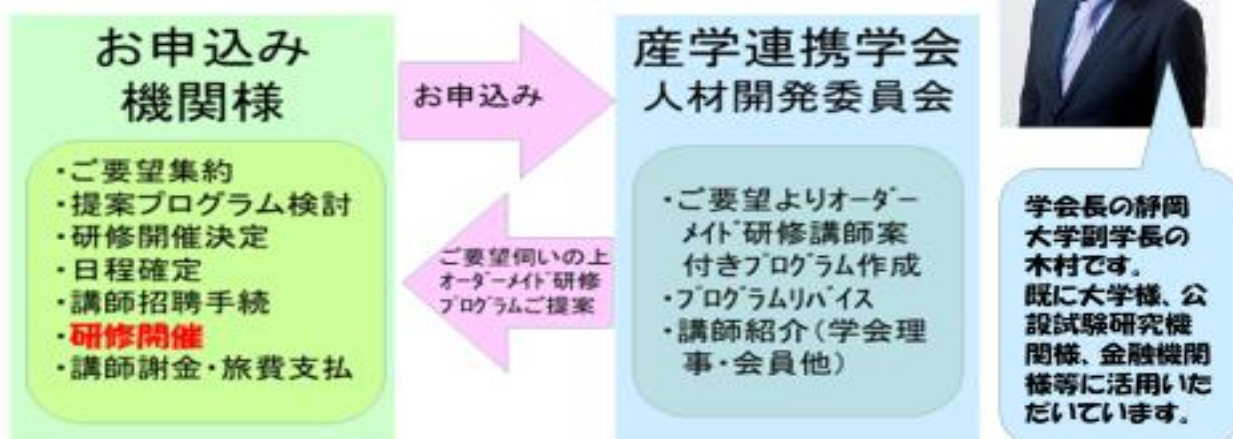 お申込み
機関様
・ご要望集約
・提案プログラム検討
・研修開催決定
・日程確定
・講師招聘手続
・研修開催
・講師謝金・旅費支払
お申込み
ご要望伺いの上
オーダーメイド研修
プログラムご提案
産学連携学会
人材開発委員会
・ご要望よりオーダー
メイド研修講師案
付きプログラム作成
・プログラムリバイス
・講師紹介(学会理
事・会員他)
学会長の静岡
大学副学長の
木村です。
既に大学様、公
設試験研究機
関様、金融機関
様等に活用いた
だいています。